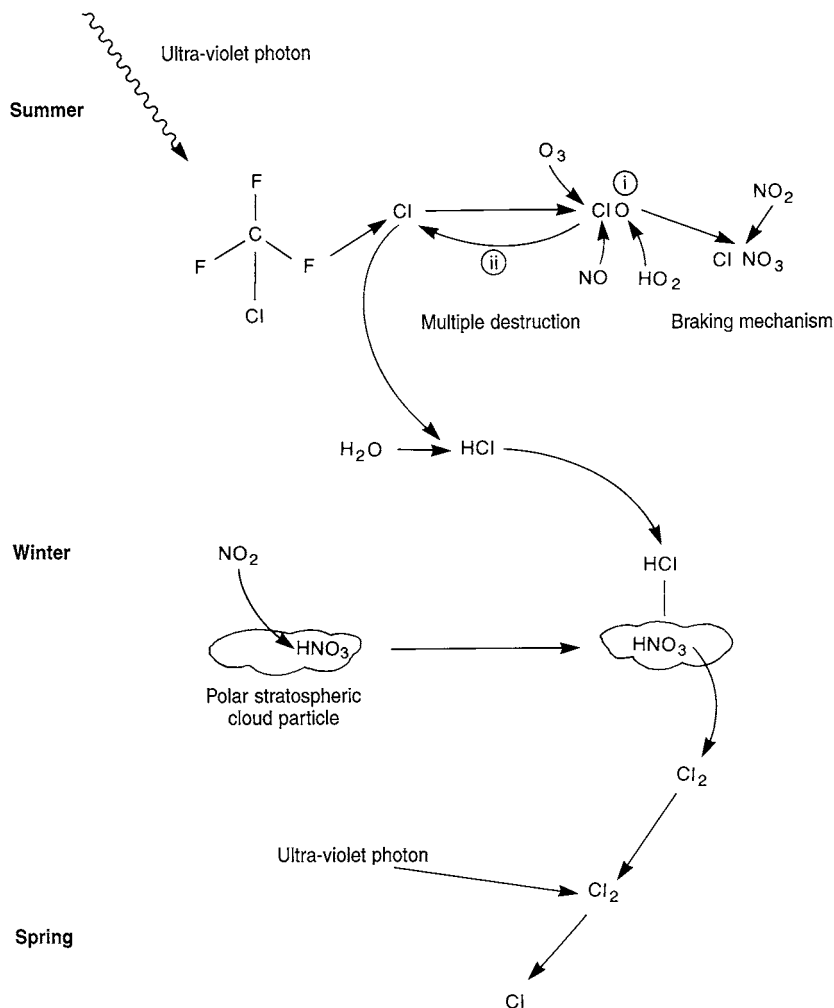 Ultra-violet photon
Summer
O3
i
F
NO2
Cl
Cl O
C
ii
F
F
Cl NO3
NO
HO2
Cl
Multiple destruction
Braking mechanism
H2O
HCl
Winter
NO2
HCl
HNO3
HNO3
Polar stratospheric
cloud particle
Cl2
Ultra-violet photon
Cl2
Spring
Cl